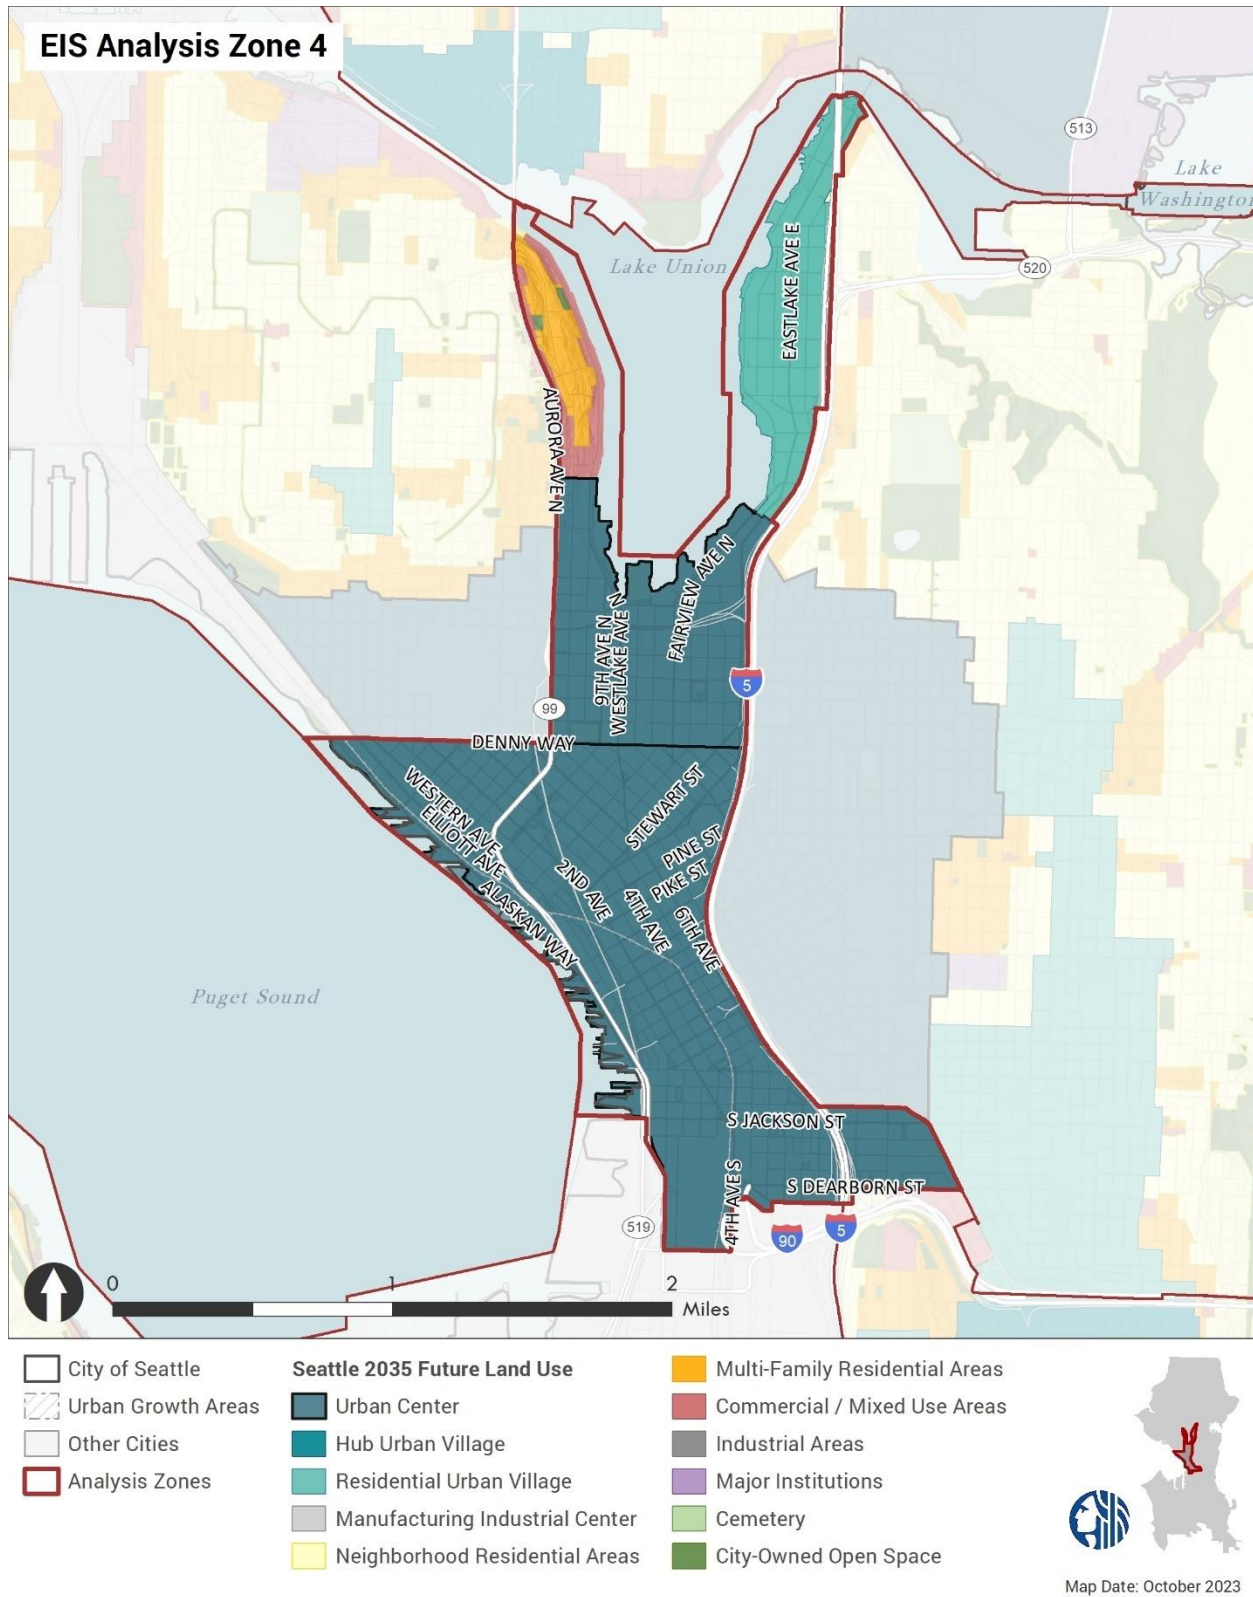 EIS Analysis Zone 4
513
Lake
Washington
Lake Union
520
EASTLAKE AVE E
AURORA AVE N
FAIRVIEW AVE N
9TH AVE N
WESTLAKE AVE N
5
99
DENNY WAY
WESTERN AVE
ELLIOTT AVE
STEWART ST
PINE ST
PIKE ST
2ND AVE
4TH AVE
6TH AVE
ALASKAN WAY
Puget Sound
S JACKSON ST
S DEARBORN ST
4TH AVE S
519
90
5
0 1 2
Miles
City of Seattle
Urban Growth Areas
Other Cities
Analysis Zones
Seattle 2035 Future Land Use
Urban Center
Hub Urban Village
Residential Urban Village
Manufacturing Industrial Center
Neighborhood Residential Areas
Multi-Family Residential Areas
Commercial / Mixed Use Areas
Industrial Areas
Major Institutions
Cemetery
City-Owned Open Space
Map Date: October 2023